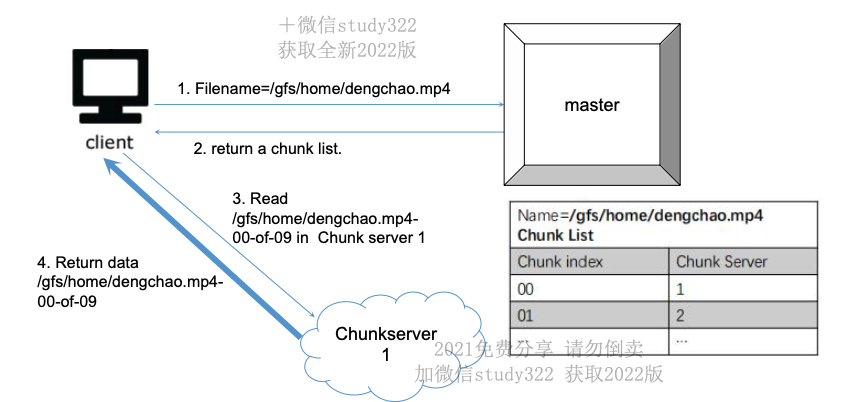 ＋微信study322
获取全新2022版
1. Filename=/gfs/home/dengchao.mp4
master
client
2. return a chunk list.
3. Read
/gfs/home/dengchao.mp4-
00-of-09 in Chunk server 1
Name=/gfs/home/dengchao.mp4
Chunk List
Chunk index Chunk Server
00 1
01 2
... ...
4. Return data
/gfs/home/dengchao.mp4-
00-of-09
Chunkserver
1
2021免费分享 请勿倒卖
加微信study322 获取2022版